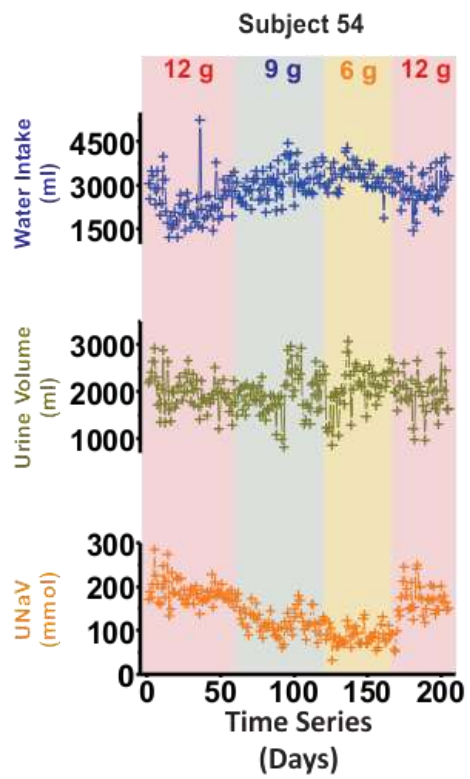 Subject 54
12 g 9 g 6 g 12 g
Water Intake
(ml)
4500
3000
1500
Urine Volume
(ml)
3000
2000
1000
UNaV
(mmol)
300
200
100
0
0 50 100 150 200
Time Series
(Days)